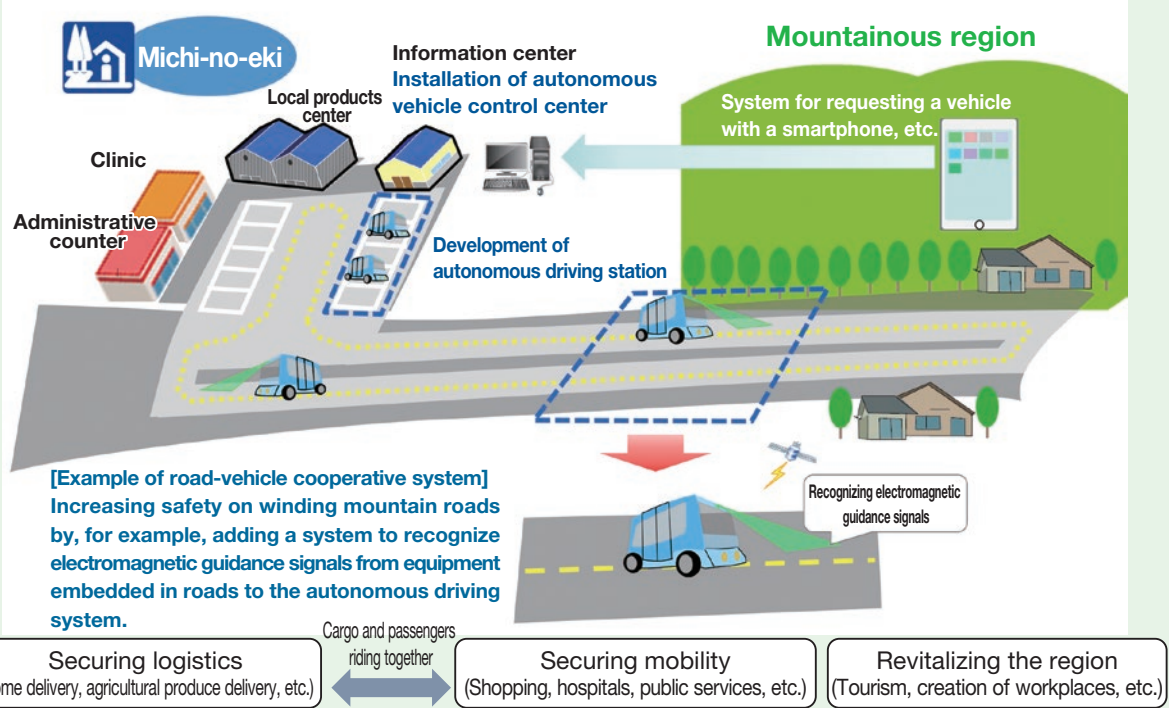 Michi-no-eki
Information center
Installation of autonomous
vehicle control center
Mountainous region
System for requesting a vehicle
with a smartphone, etc.
Local products
center
Clinic
Administrative
counter
Development of
autonomous driving station
[Example of road-vehicle cooperative system]
Increasing safety on winding mountain roads
by, for example, adding a system to recognize
electromagnetic guidance signals from equipment
embedded in roads to the autonomous driving
system.
Recognizing electromagnetic
guidance signals
Securing logistics
me delivery, agricultural produce delivery, etc.)
Cargo and passengers
riding together
Securing mobility
(Shopping, hospitals, public services, etc.)
Revitalizing the region
(Tourism, creation of workplaces, etc.)